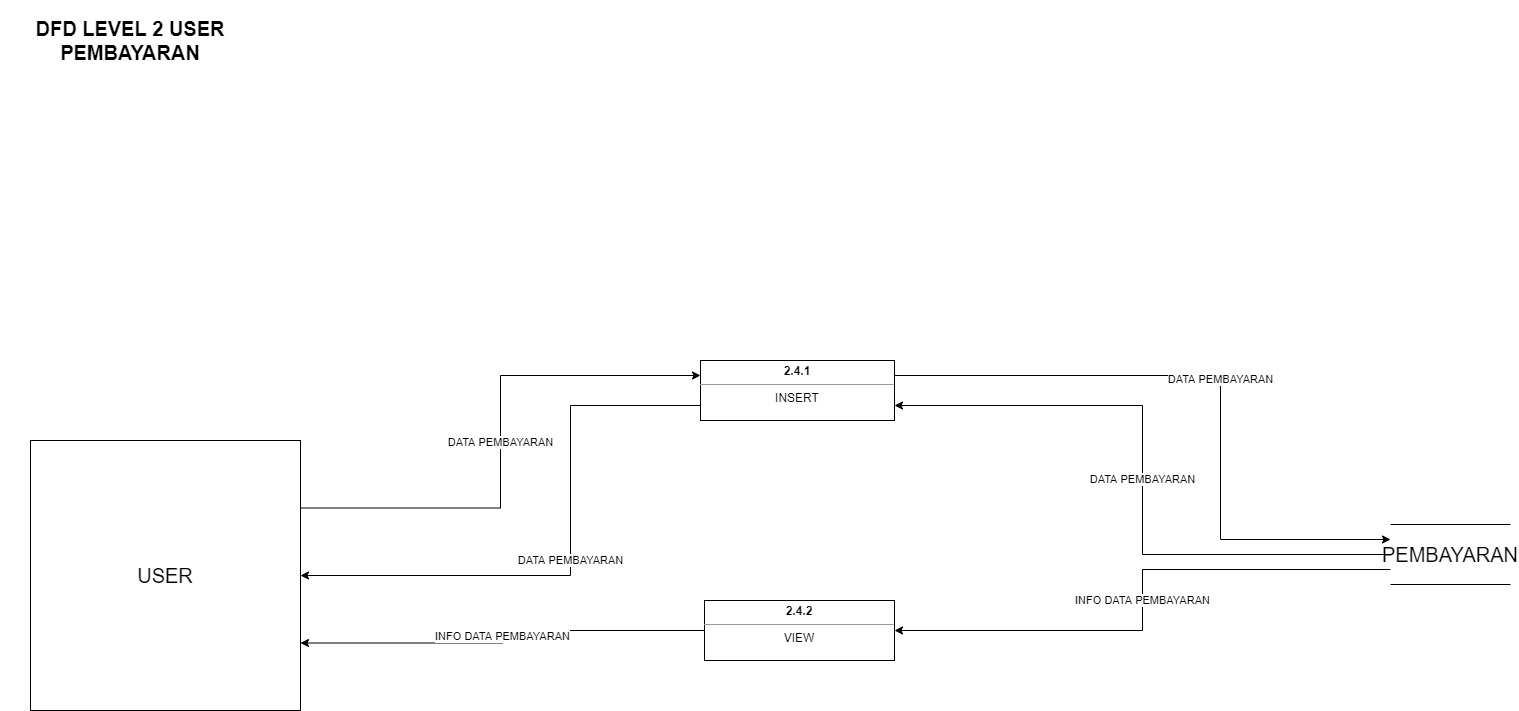 DFD LEVEL 2 USER
PEMBAYARAN
2.4.1
INSERT
DATA PEMBAYARAN
DATA PEMBAYARAN
DATA PEMBAYARAN
DATA PEMBAYARAN
USER
PEMBAYARAN
INFO DATA PEMBAYARAN
2.4.2
VIEW
INFO DATA PEMBAYARAN